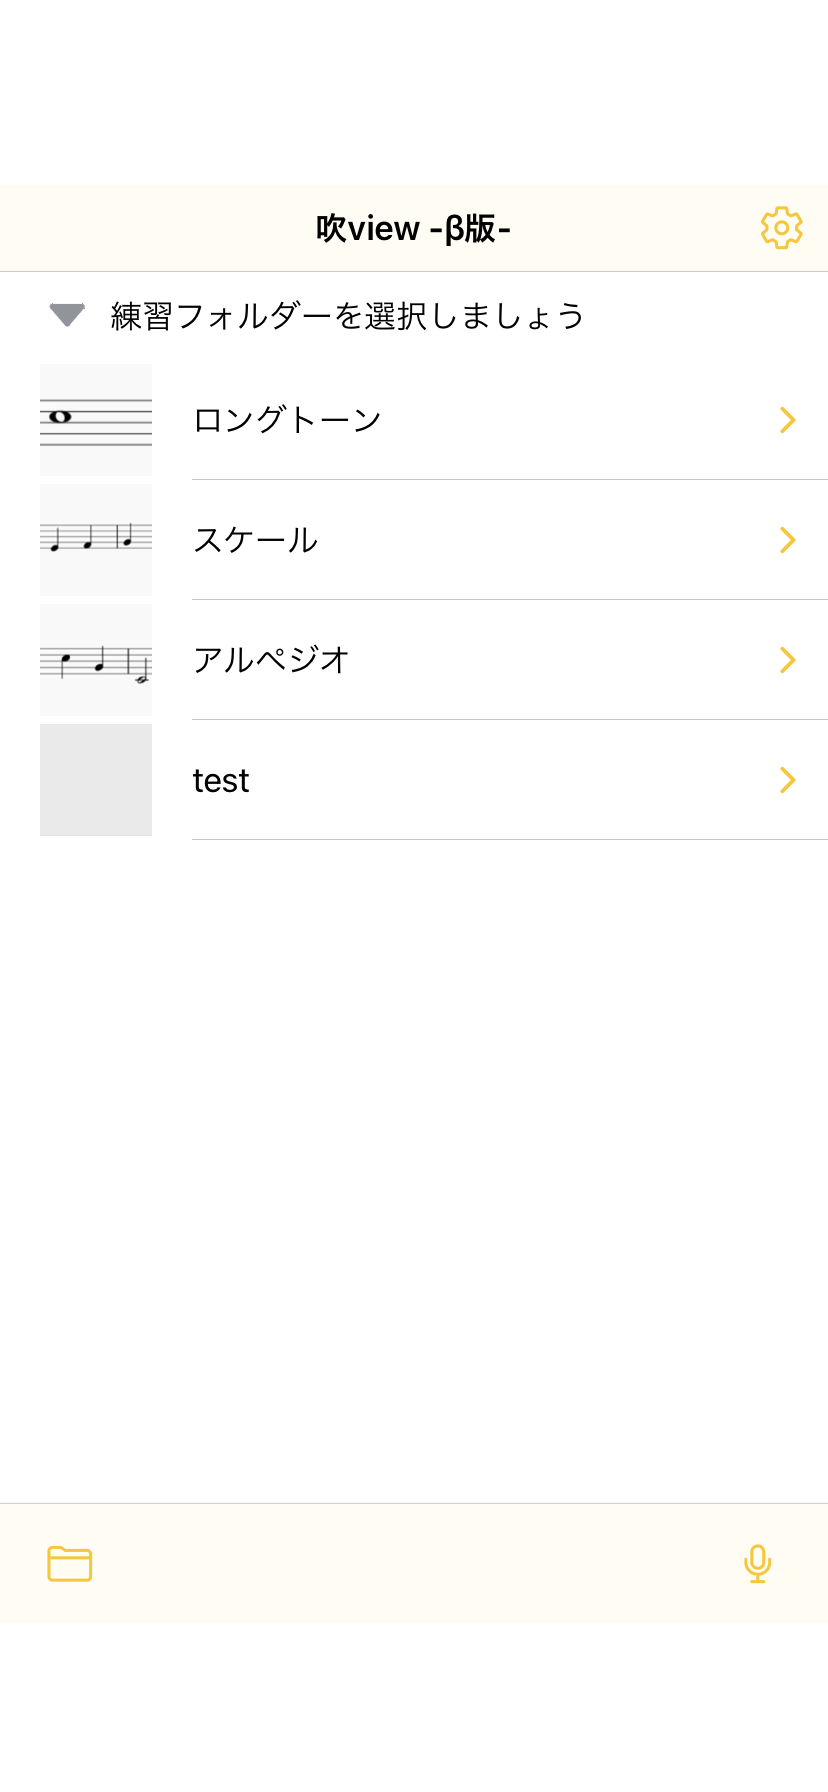 吹view -β版-
練習フォルダーを選択しましょう
ロングトーン
スケール
アルペジオ
test